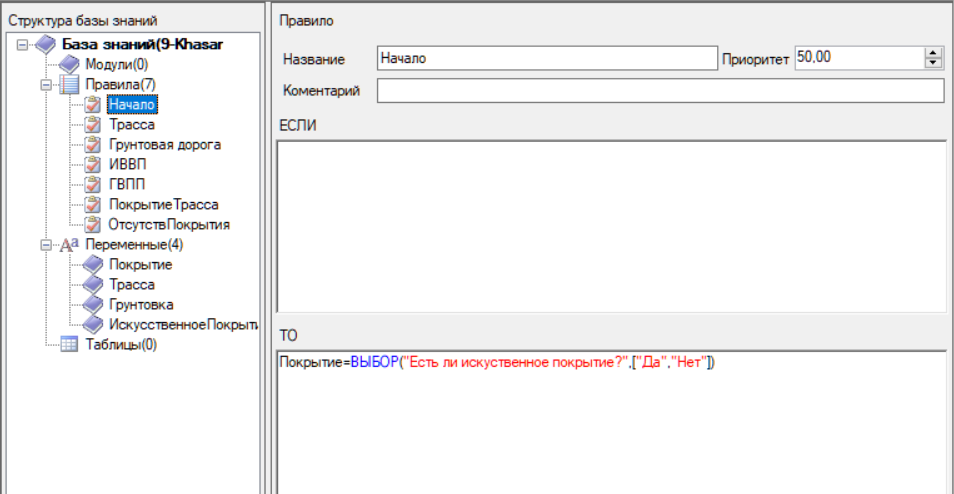 Структура базы знаний
База знаний(9-Khasar
Модули(0)
Правила(7)
Начало
Трасса
Грунтовая дорога
ИВВП
ГВПП
ПокрытиеТрасса
ОтсутствПокрытия
Переменные(4)
Покрытие
Трасса
Грунтовка
ИскусственноеПокрыти
Таблицы(0)
Правило
Название Начало Приоритет 50,00
Коментарий
ЕСЛИ
ТО
Покрытие=ВЫБОР("Есть ли искуственное покрытие?",["Да","Нет"])